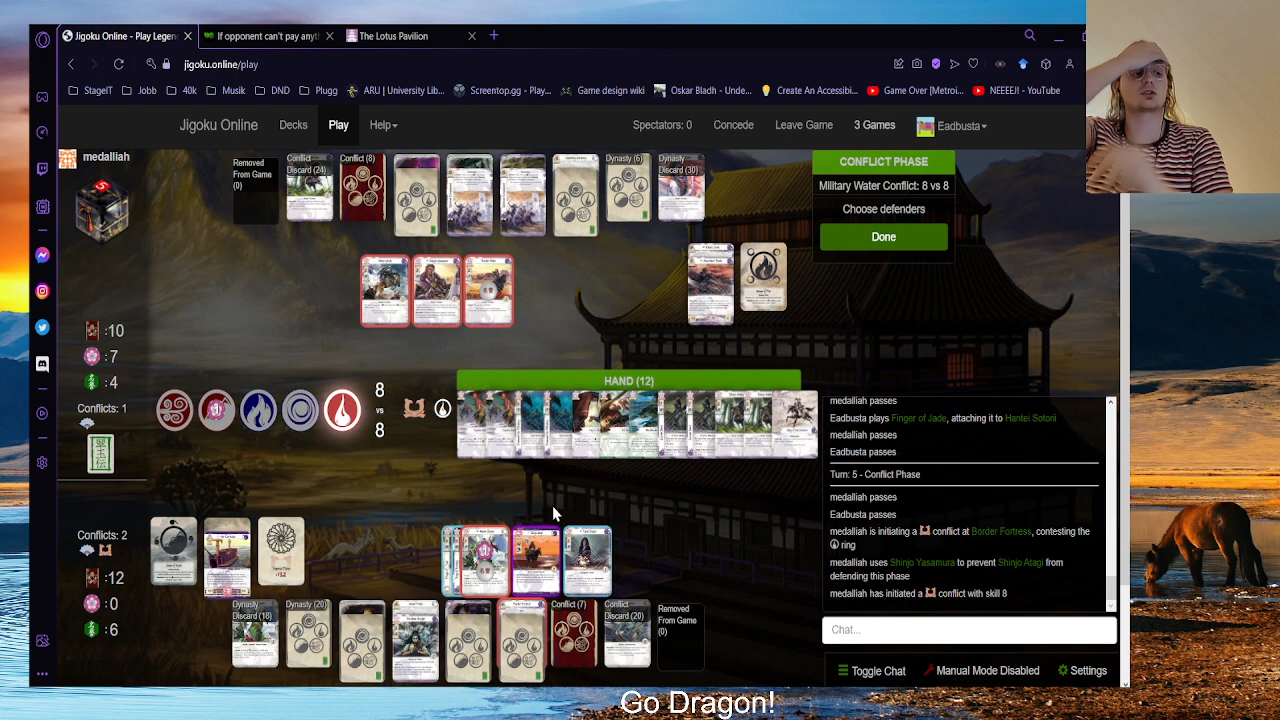 Jigoku Online - Play Legen
If opponent can't pay anyth
The Lotus Pavilion
jigoku.online/play
StageIT
Jobb
40k
Musik
DND
Plugg
ARU | University Lib...
Screentop.gg - Play...
Game design wiki
Oskar Bladh - Unde...
Create An Accessibi...
Game Over [Metroi...
NEEEEJ! - YouTube
Jigoku Online
Decks
Play
Help
Spectators: 0
Concede
Leave Game
3 Games
Eadbusta
medalliah
Removed From Game (0)
Conflict Discard (24)
Conflict (8)
Dynasty (6)
Dynasty Discard (30)
CONFLICT PHASE
Military Water Conflict: 8 vs 8
Choose defenders
Done
:10
:7
:4
Conflicts: 1
8
vs
8
HAND (12)
medalliah passes
Eadbusta plays Finger of Jade, attaching it to Hantei Sotorii
medalliah passes
Eadbusta passes
Turn: 5 - Conflict Phase
medalliah passes
Eadbusta passes
medalliah is initiating a conflict at Border Fortress, contesting the
ring
medalliah uses Shinjo Yasamura to prevent Shinjo Atagi from
defending this phase
medalliah has initiated a conflict with skill 8
Conflicts: 2
:12
:0
:6
Dynasty Discard (18)
Dynasty (20)
Conflict (7)
Conflict Discard (20)
Removed From Game (0)
Chat...
Toggle Chat
Manual Mode Disabled
Settings
Go Dragon!